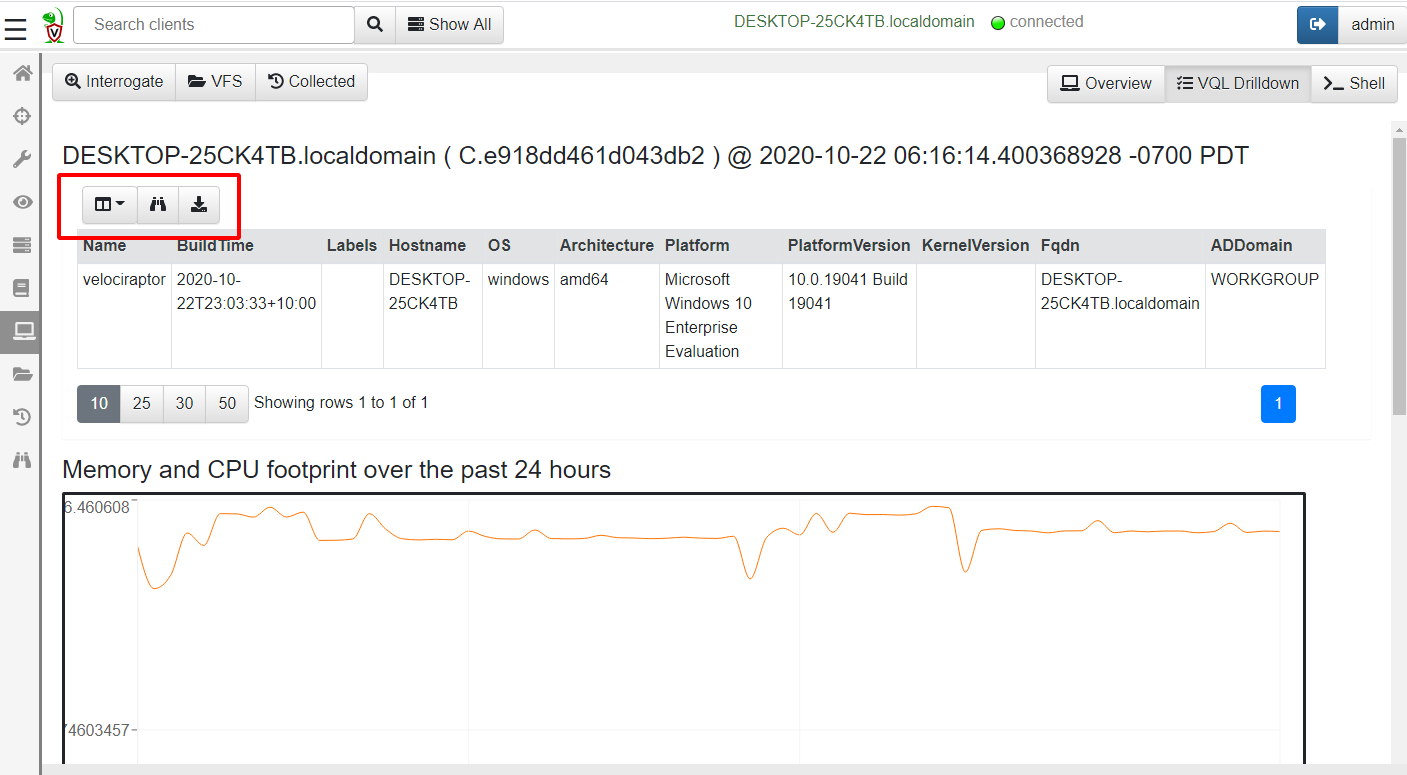 Search clients
Show All
DESKTOP-25CK4TB.localdomain
connected
admin
Interrogate
VFS
Collected
Overview
VQL Drilldown
Shell
DESKTOP-25CK4TB.localdomain ( C.e918dd461d043db2 ) @ 2020-10-22 06:16:14.400368928 -0700 PDT
Name BuildTime Labels Hostname OS Architecture Platform PlatformVersion KernelVersion Fqdn ADDomain
velociraptor 2020-10- DESKTOP- windows amd64 Microsoft 10.0.19041 Build DESKTOP- WORKGROUP
22T23:03:33+10:00 25CK4TB Windows 10 19041 25CK4TB.localdomain
Enterprise
Evaluation
10 25 30 50 Showing rows 1 to 1 of 1 1
Memory and CPU footprint over the past 24 hours
6.460608
74603457